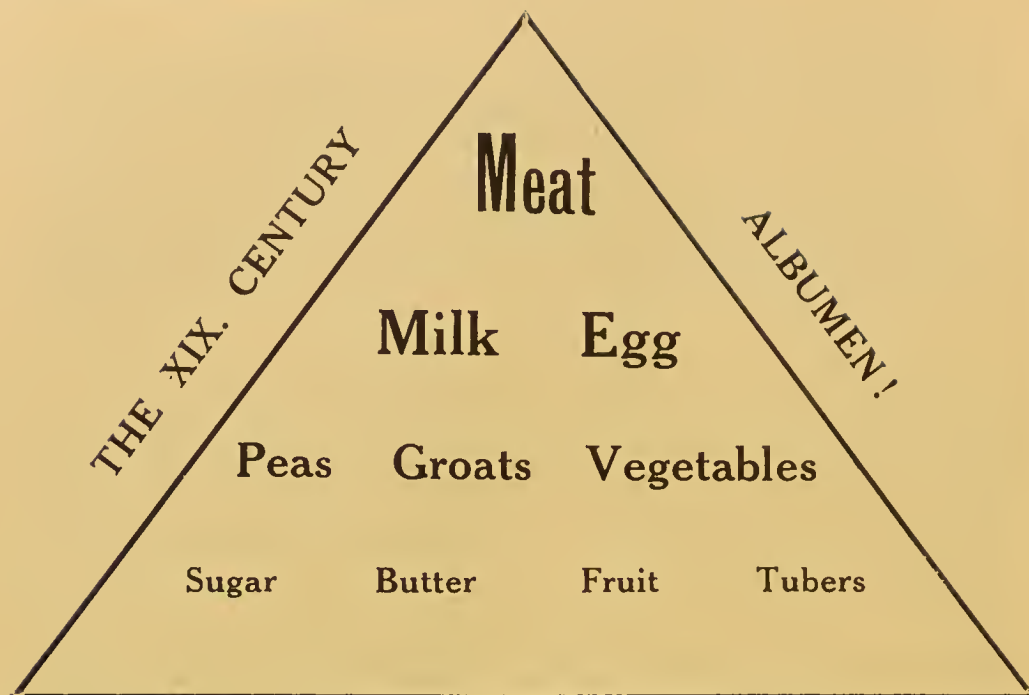 THE XIX. CENTURY
ALBUMEN!
Meat
Milk Egg
Peas Groats Vegetables
Sugar Butter Fruit Tubers